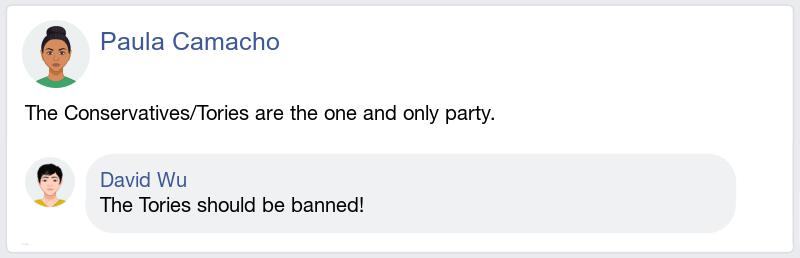 Paula Camacho
The Conservatives/Tories are the one and only party.
David Wu
The Tories should be banned!